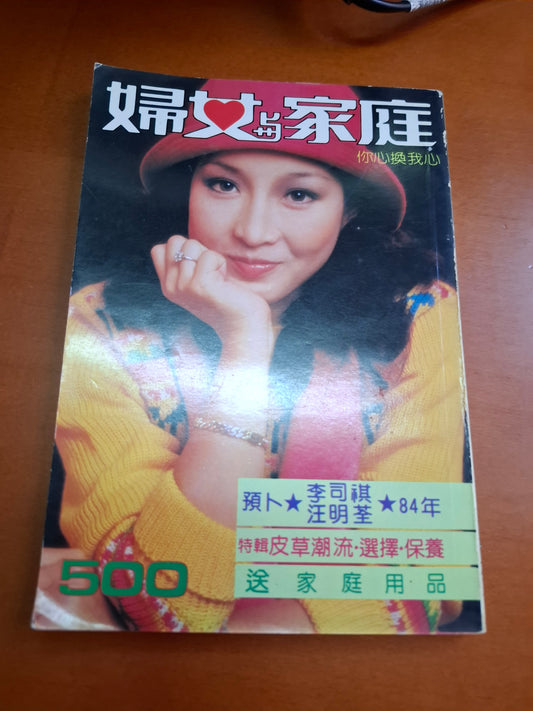 婦女與家庭
你心換我心
預卜★李司祺
汪明荃★84年
特輯皮草潮流·選擇·保養
送家庭用品
500